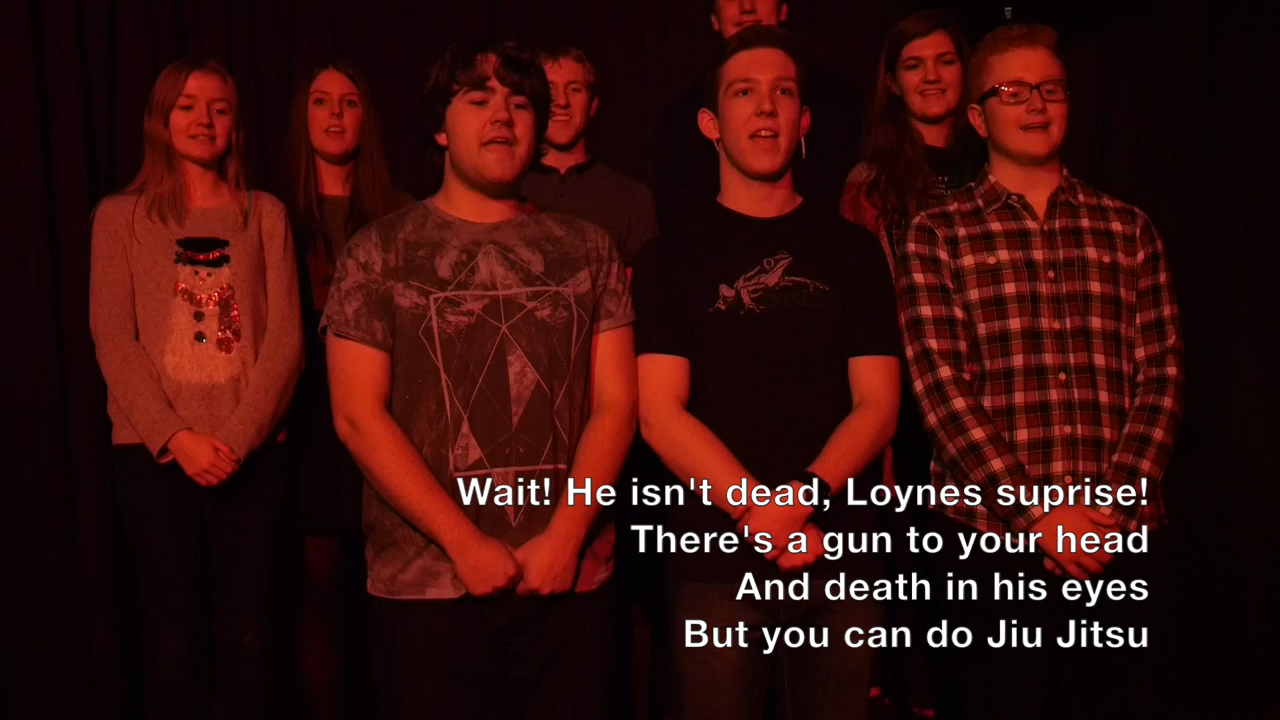 Wait! He isn't dead, Loynes suprise!
There's a gun to your head
And death in his eyes
But you can do Jiu Jitsu